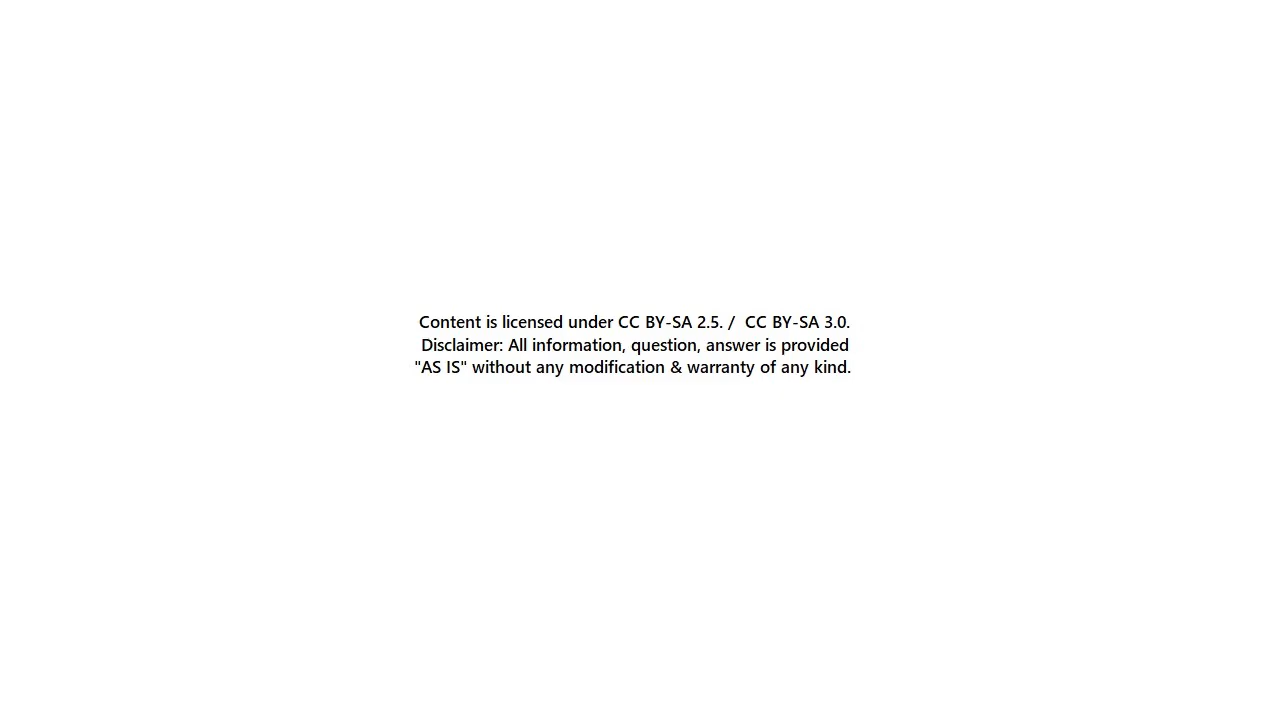 Content is licensed under CC BY-SA 2.5. /  CC BY-SA 3.0.
Disclaimer: All information, question, answer is provided
"AS IS" without any modification & warranty of any kind.